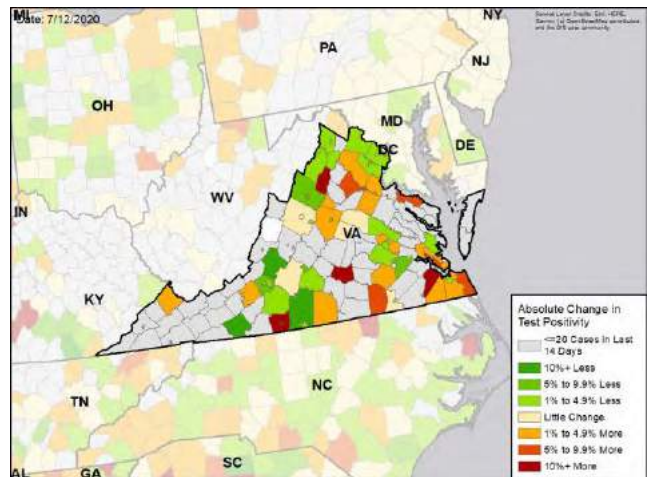 MI
Date: 7/12/2020
NY
PA
NJ
OH
MD
DC
DE
WV
IN
VA
KY
TN
NC
SC
AL
GA
Absolute Change in
Test Positivity
<=20 Cases In Last
14 Days
10%+ Less
5% to 9.9% Less
1% to 4.9% Less
Little Change
1% to 4.9% More
5% to 9.9% More
10%+ More